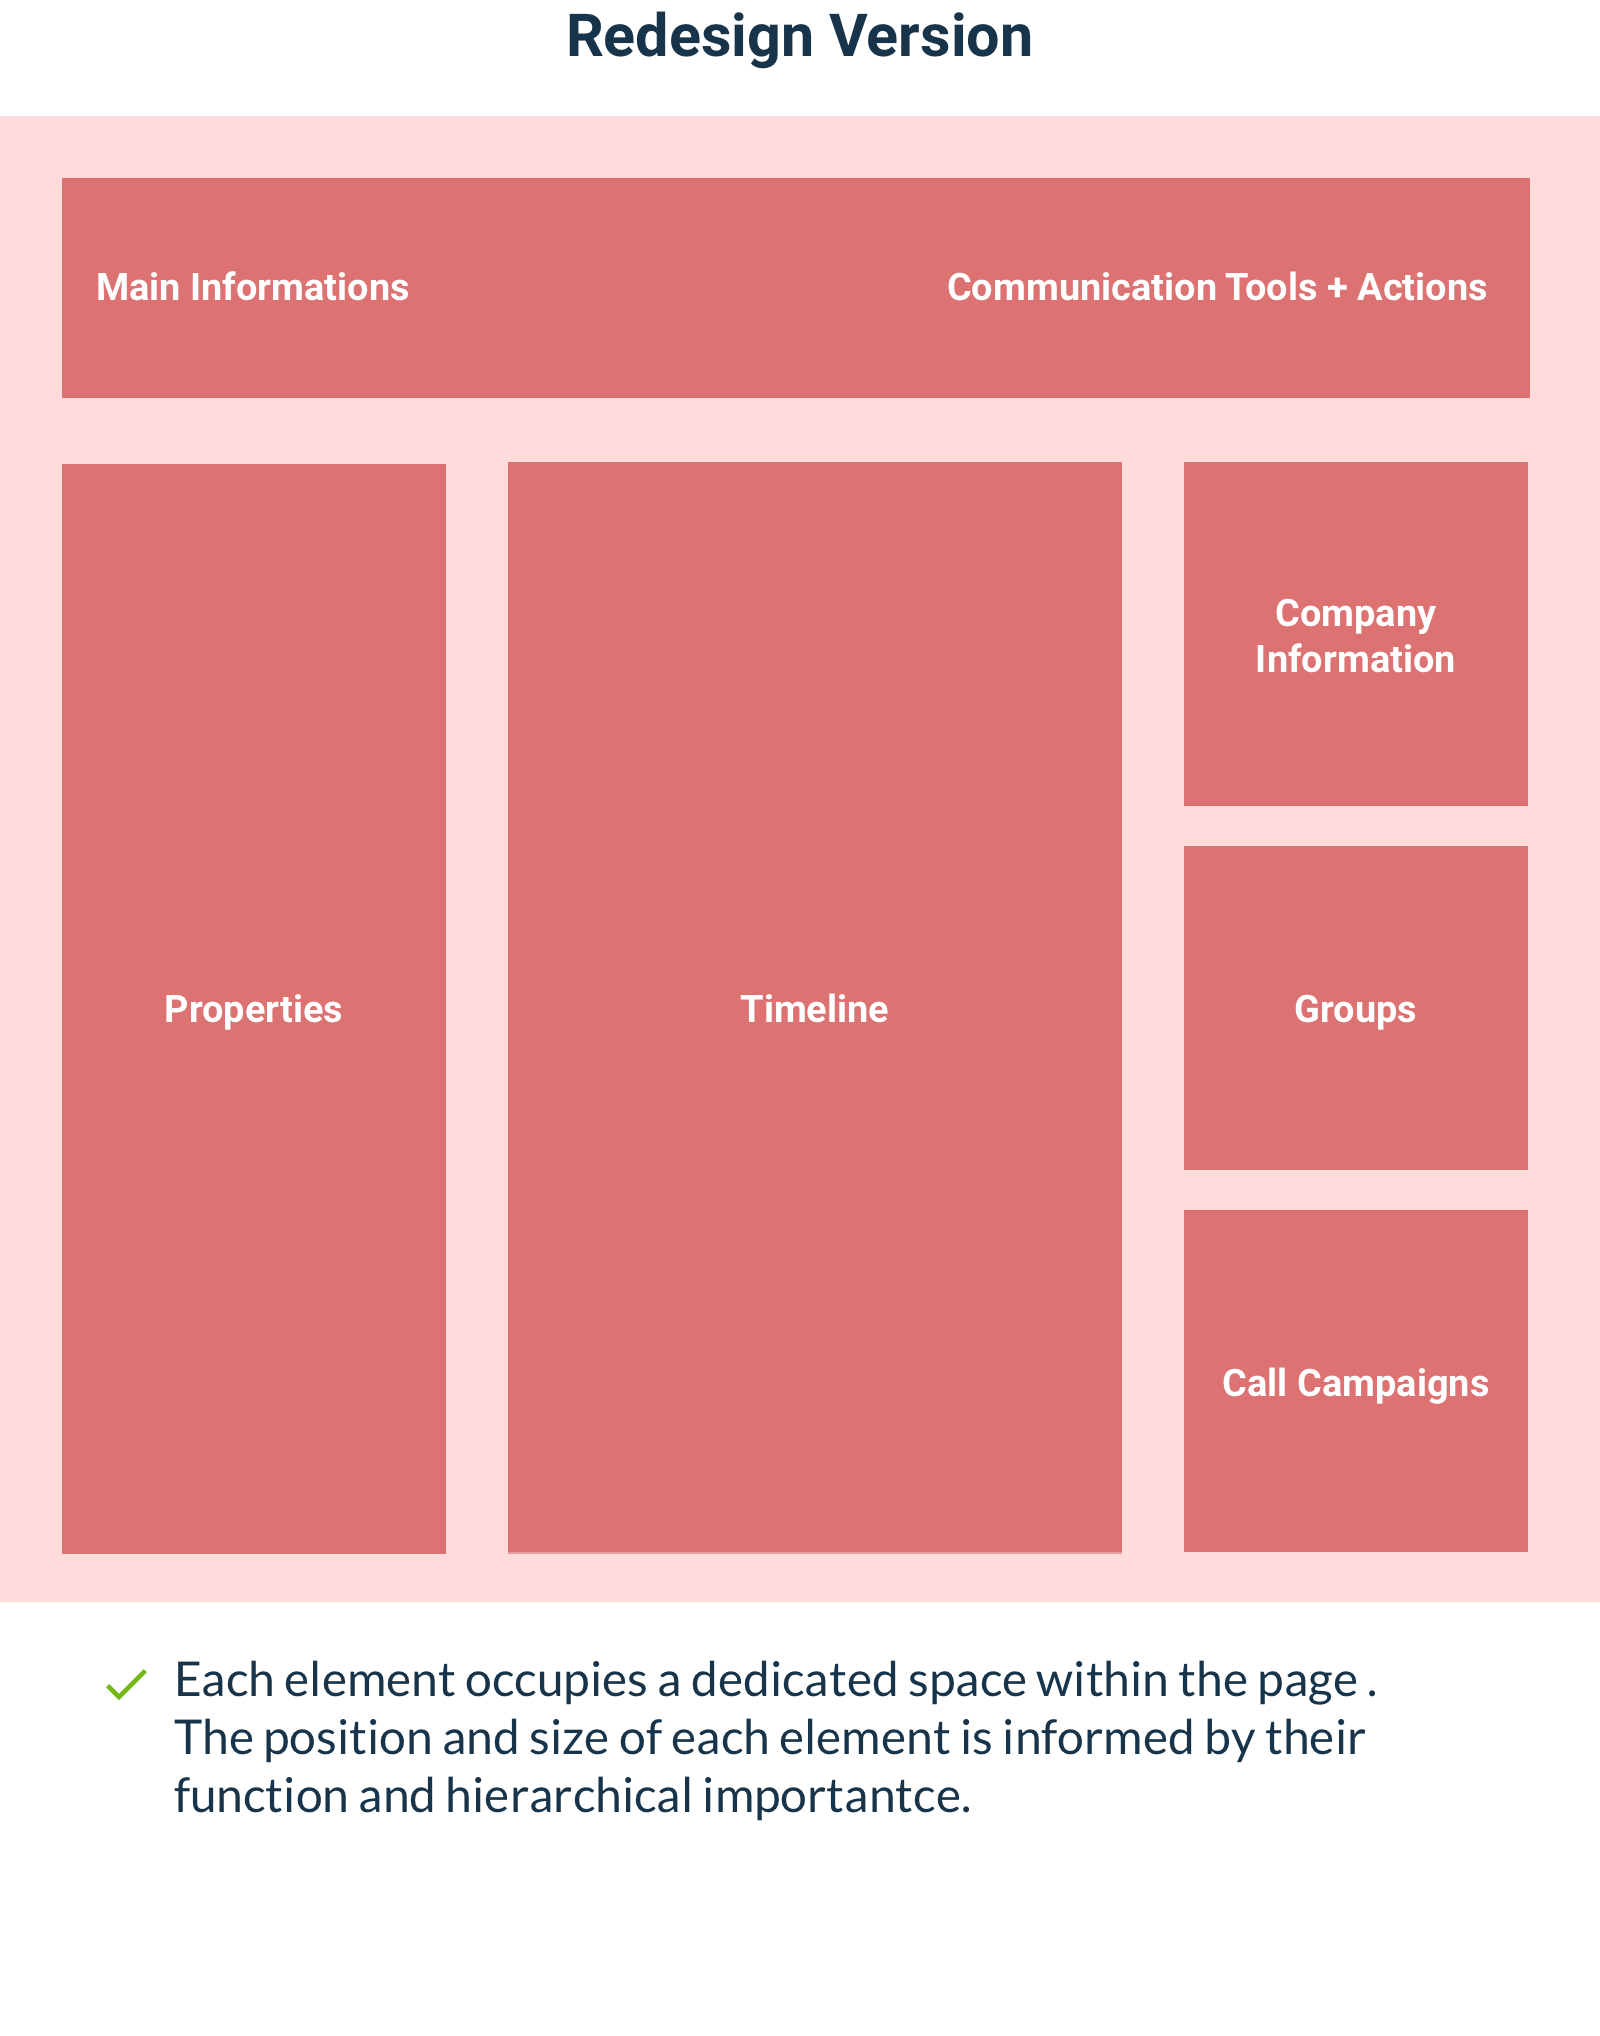 Redesign Version
Main Informations
Communication Tools + Actions
Properties
Timeline
Company
Information
Groups
Call Campaigns
Each element occupies a dedicated space within the page .
The position and size of each element is informed by their
function and hierarchical importantce.